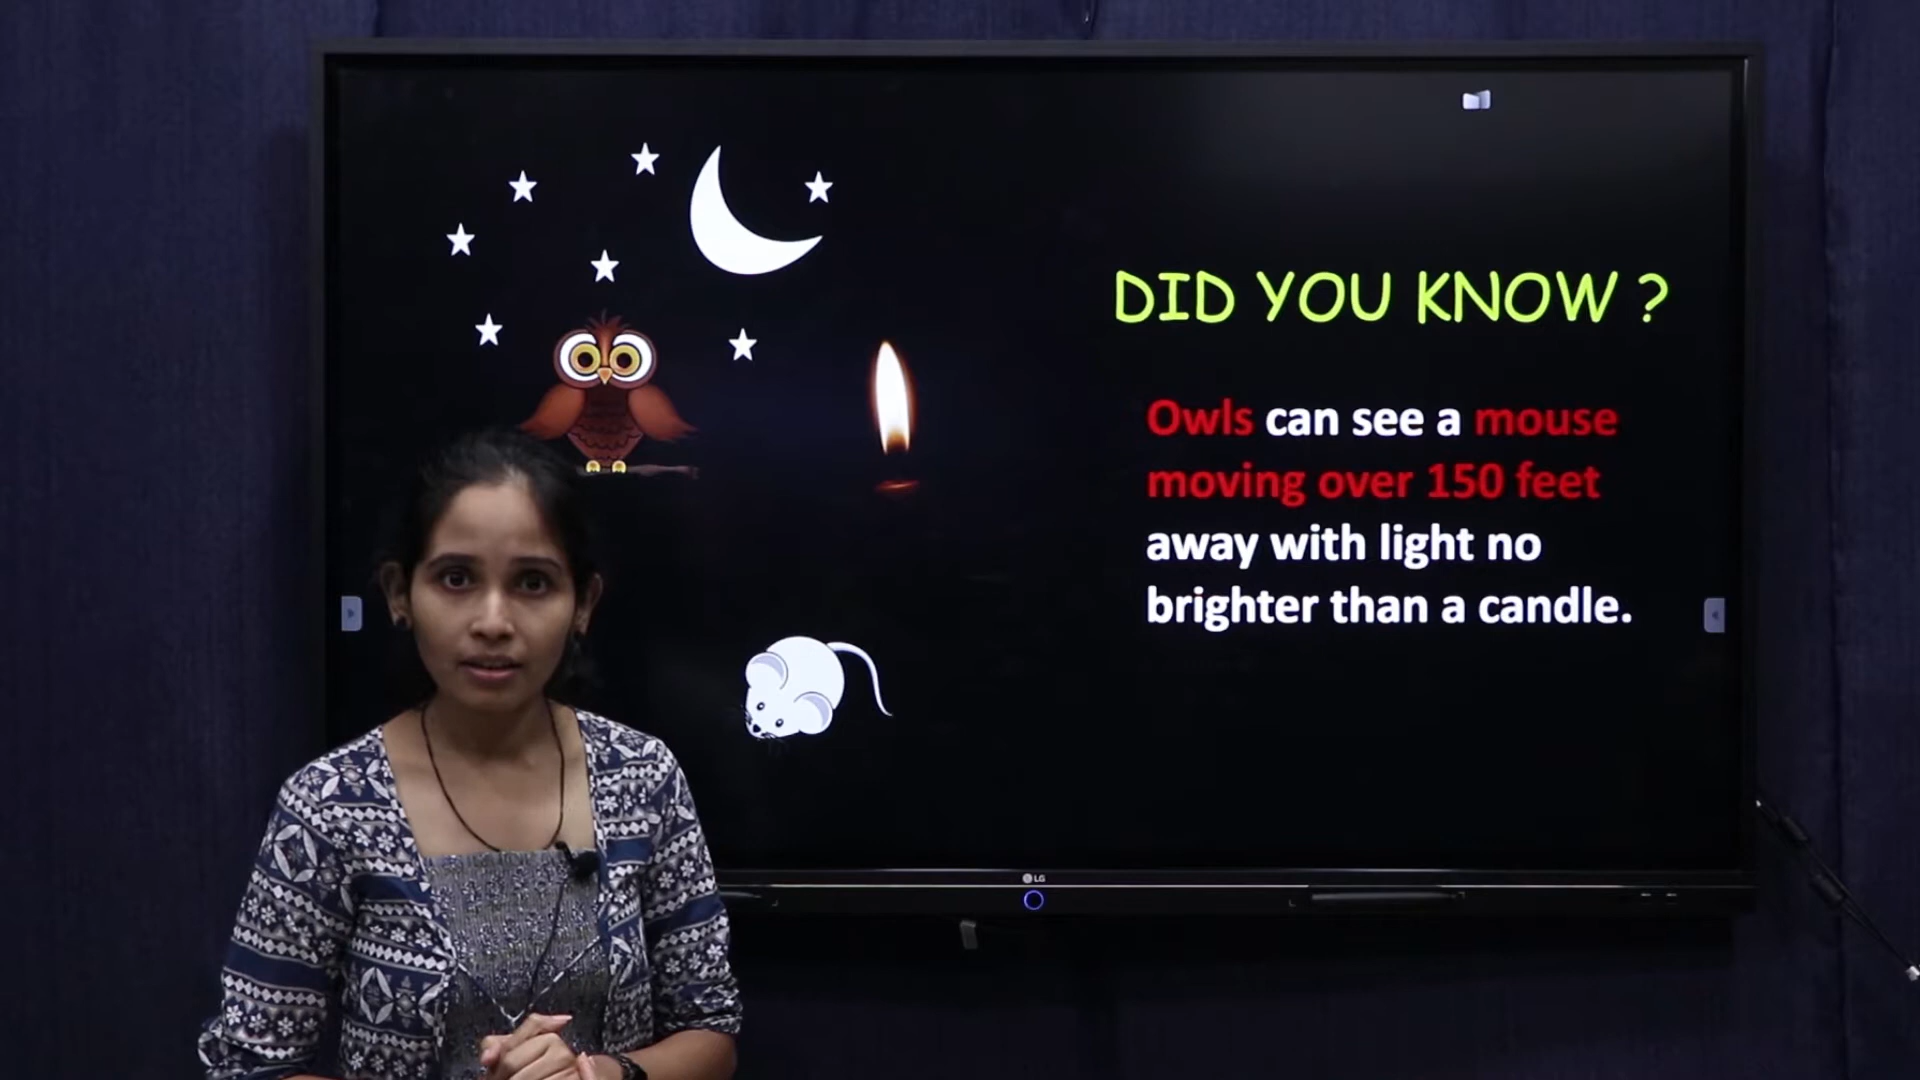 DID YOU KNOW ?
Owls can see a mouse
moving over 150 feet
away with light no
brighter than a candle.
LG